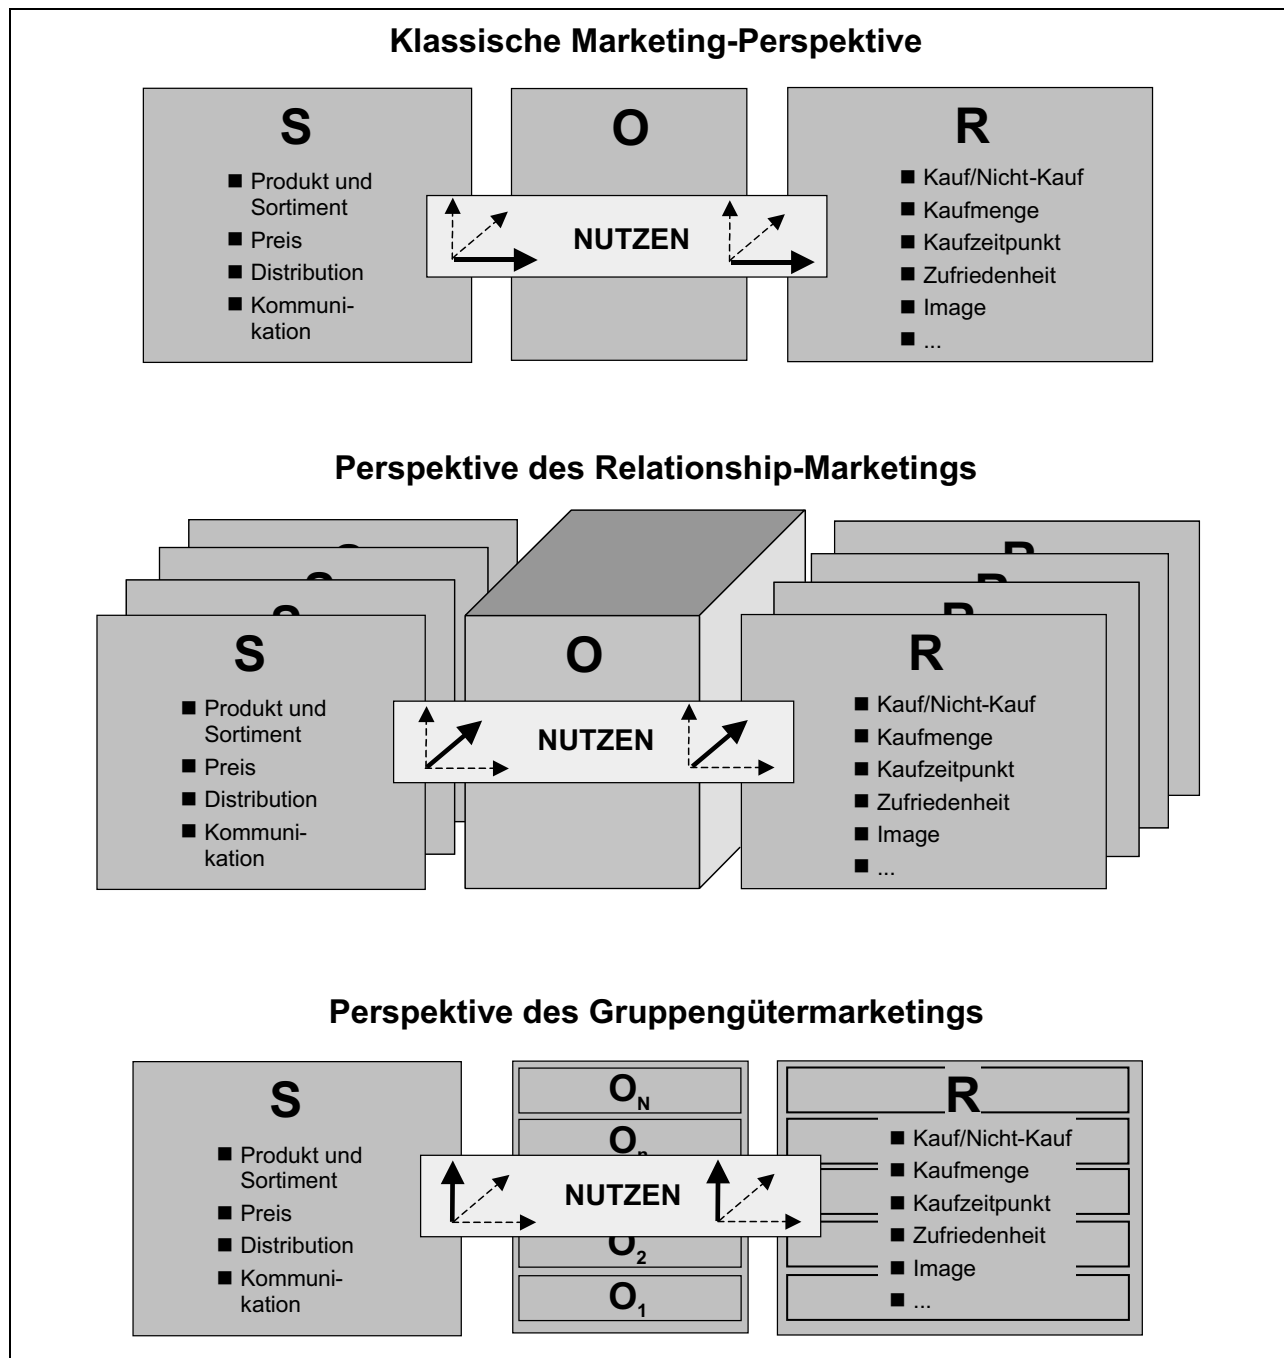 Klassische Marketing-Perspektive
S
■ Produkt und
Sortiment
■ Preis
■ Distribution
■ Kommuni-
kation
O
NUTZEN
R
■ Kauf/Nicht-Kauf
■ Kaufmenge
■ Kaufzeitpunkt
■ Zufriedenheit
■ Image
■ ...
Perspektive des Relationship-Marketings
S
S
S
S
■ Produkt und
Sortiment
■ Preis
■ Distribution
■ Kommuni-
kation
O
NUTZEN
R
R
R
R
■ Kauf/Nicht-Kauf
■ Kaufmenge
■ Kaufzeitpunkt
■ Zufriedenheit
■ Image
■ ...
Perspektive des Gruppengütermarketings
S
■ Produkt und
Sortiment
■ Preis
■ Distribution
■ Kommuni-
kation
O_N
O_n
NUTZEN
O_2
O_1
R
■ Kauf/Nicht-Kauf
■ Kaufmenge
■ Kaufzeitpunkt
■ Zufriedenheit
■ Image
■ ...